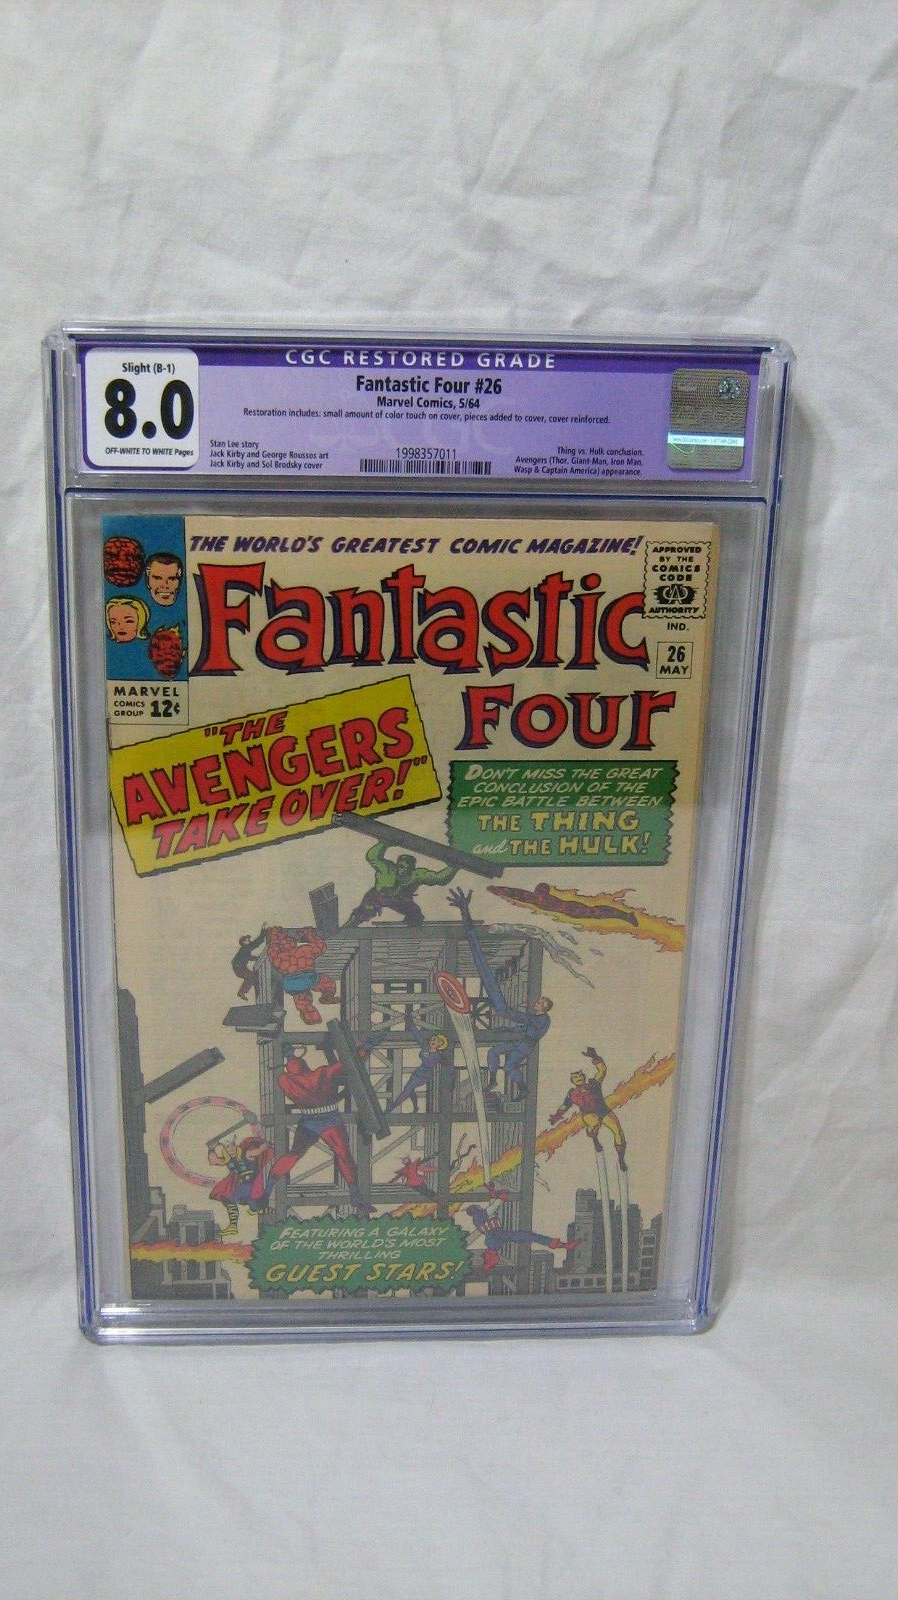 CGC RESTORED GRADE
Slight (B-1)
8.0
OFF-WHITE TO WHITE Pages
Fantastic Four #26
Marvel Comics, 5/64
Restoration includes: small amount of color touch on cover, pieces added to cover, cover reinforced.
Stan Lee story
Jack Kirby and George Roussos art
Jack Kirby and Sol Brodsky cover
1998357011
Thing vs. Hulk conclusion.
Avengers (Thor, Giant-Man, Iron Man,
Wasp & Captain America) appearance.
THE WORLD'S GREATEST COMIC MAGAZINE!
APPROVED
BY THE
COMICS
CODE
CA
AUTHORITY
Fantastic
Four
IND.
26
MAY
MARVEL
COMICS
GROUP 12¢
"THE
AVENGERS
TAKE OVER!"
DON'T MISS THE GREAT
CONCLUSION OF THE
EPIC BATTLE BETWEEN
THE THING
and THE HULK!
FEATURING A GALAXY
OF THE WORLD'S MOST
THRILLING
GUEST STARS!